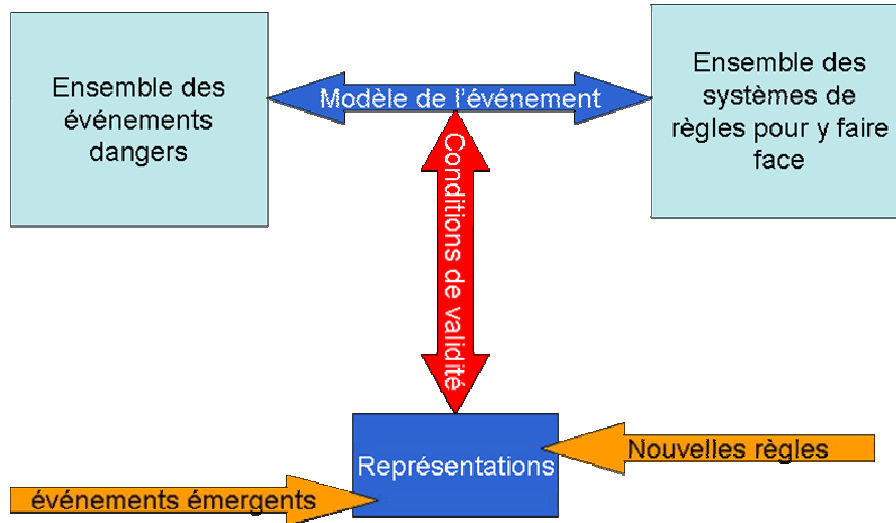 Ensemble des
événements
dangers
Modèle de l'événement
Ensemble des
systèmes de
règles pour y faire
face
Conditions de validité
Représentations
Nouvelles règles
événements émergents